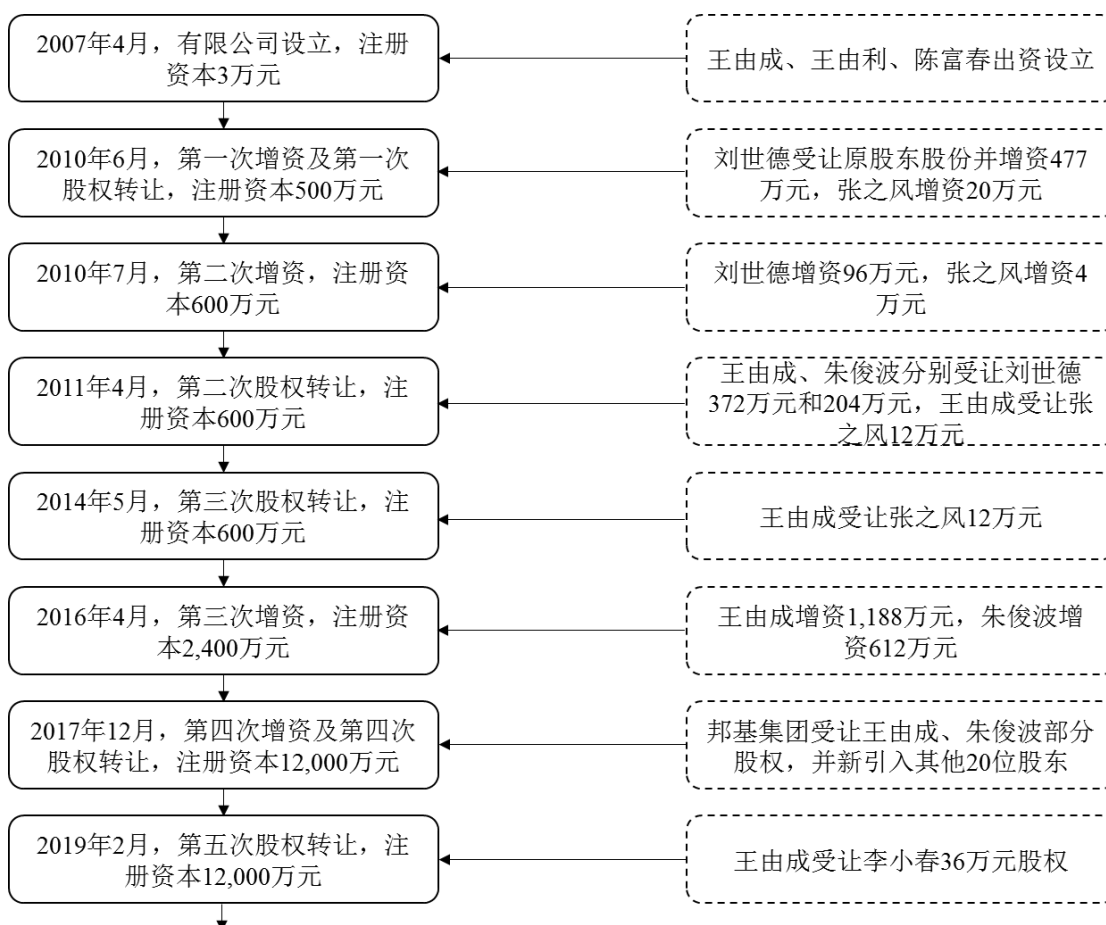 2007年4月，有限公司设立，注册
资本3万元
王由成、王由利、陈富春出资设立
2010年6月，第一次增资及第一次
股权转让，注册资本500万元
刘世德受让原股东股份并增资477
万元，张之风增资20万元
2010年7月，第二次增资，注册资
本600万元
刘世德增资96万元，张之风增资4
万元
2011年4月，第二次股权转让，注
册资本600万元
王由成、朱俊波分别受让刘世德
372万元和204万元，王由成受让张
之风12万元
2014年5月，第三次股权转让，注
册资本600万元
王由成受让张之风12万元
2016年4月，第三次增资，注册资
本2,400万元
王由成增资1,188万元，朱俊波增
资612万元
2017年12月，第四次增资及第四次
股权转让，注册资本12,000万元
邦基集团受让王由成、朱俊波部分
股权，并新引入其他20位股东
2019年2月，第五次股权转让，注
册资本12,000万元
王由成受让李小春36万元股权